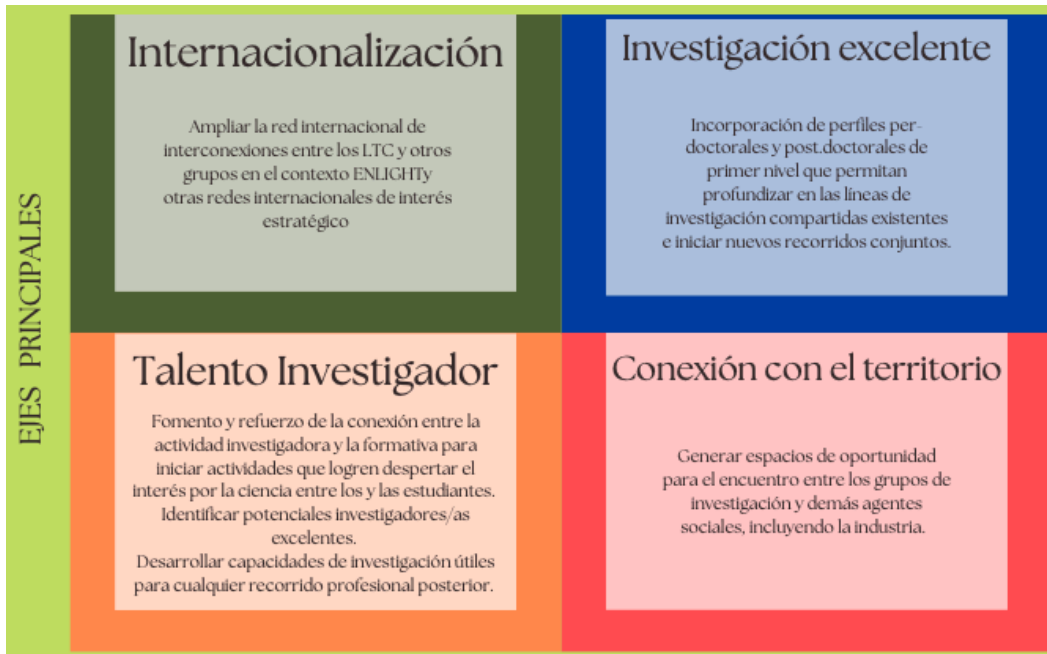 EJES PRINCIPALES
Internacionalización
Ampliar la red internacional de
interconexiones entre los LTC y otros
grupos en el contexto ENLIGHTy
otras redes internacionales de interés
estratégico
Investigación excelente
Incorporación de perfiles per-
doctorales y post.doctorales de
primer nivel que permitan
profundizar en las líneas de
investigación compartidas existentes
e iniciar nuevos recorridos conjuntos.
Talento Investigador
Fomento y refuerzo de la conexión entre la
actividad investigadora y la formativa para
iniciar actividades que logren despertar el
interés por la ciencia entre los y las estudiantes.
Identificar potenciales investigadores/as
excelentes.
Desarrollar capacidades de investigación útiles
para cualquier recorrido profesional posterior.
Conexión con el territorio
Generar espacios de oportunidad
para el encuentro entre los grupos de
investigación y demás agentes
sociales, incluyendo la industria.